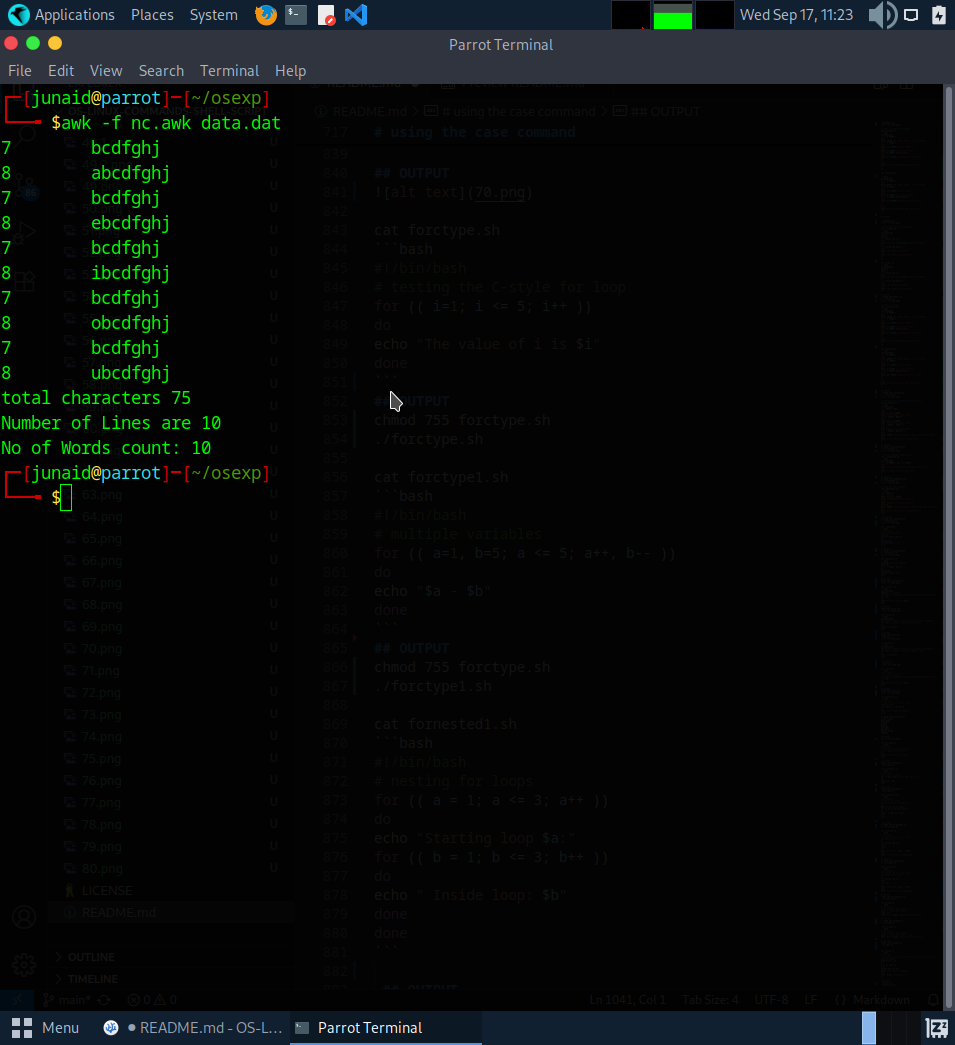 Applications Places System Wed Sep 17, 11:23
Parrot Terminal
File Edit View Search Terminal Help
[junaid@parrot]─[~/osexp]
$awk -f nc.awk data.dat
7 bcdfghj
8 abcdfghj
7 bcdfghj
8 ebcdfghj
7 bcdfghj
8 ibcdfghj
7 bcdfghj
8 obcdfghj
7 bcdfghj
8 ubcdfghj
total characters 75
Number of Lines are 10
No of Words count: 10
[junaid@parrot]─[~/osexp]
$
README.md > # using the case command > ## OUTPUT
737 # using the case command
839
840 ## OUTPUT
841 ![alt text](70.png)
842
843 cat forctype.sh
844 ```bash
845 #!/bin/bash
846 # testing the C-style for loop
847 for (( i=1; i <= 5; i++ ))
848 do
849 echo "The value of i is $i"
850 done
851 ```
852 ## OUTPUT
853 chmod 755 forctype.sh
854 ./forctype.sh
855
856 cat forctype1.sh
857 ```bash
858 #!/bin/bash
859 # multiple variables
860 for (( a=1, b=5; a <= 5; a++, b-- ))
861 do
862 echo "$a - $b"
863 done
864 ```
865 ## OUTPUT
866 chmod 755 forctype.sh
867 ./forctype1.sh
868
869 cat fornested1.sh
870 ```bash
871 #!/bin/bash
872 # nesting for loops
873 for (( a = 1; a <= 3; a++ ))
874 do
875 echo "Starting loop $a:"
876 for (( b = 1; b <= 3; b++ ))
877 do
878 echo " Inside loop: $b"
879 done
880 done
881 ```
882
## OUTPUT
63.png U
64.png U
65.png U
66.png U
67.png U
68.png U
69.png U
70.png U
71.png U
72.png U
73.png U
74.png U
75.png U
76.png U
77.png U
78.png U
79.png U
80.png U
LICENSE
README.md
OUTLINE
TIMELINE
main* 0 0 Ln 1041, Col 1 Tab Size: 4 UTF-8 LF {} Markdown
Menu ● README.md - OS-L... Parrot Terminal